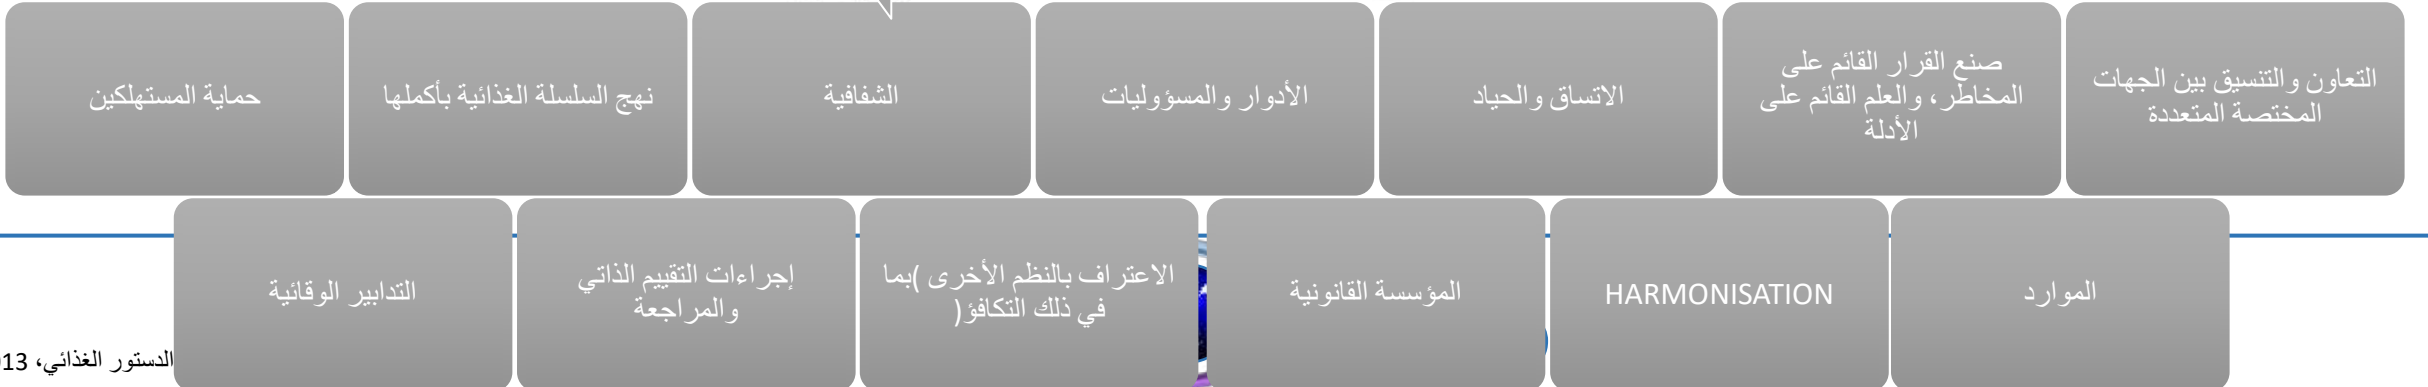 حماية المستهلكين
نهج السلسلة الغذائية بأكملها
الشفافية
الأدوار والمسؤوليات
الاتساق والحياد
صنع القرار القائم على
المخاطر، والعلم القائم على
الأدلة
التعاون والتنسيق بين الجهات
المختصة المتعددة
التدابير الوقائية
إجراءات التقييم الذاتي
والمراجعة
الاعتراف بالنظم الأخرى )بما
في ذلك التكافؤ(
المؤسسة القانونية
HARMONISATION
الموارد
الدستور الغذائي،